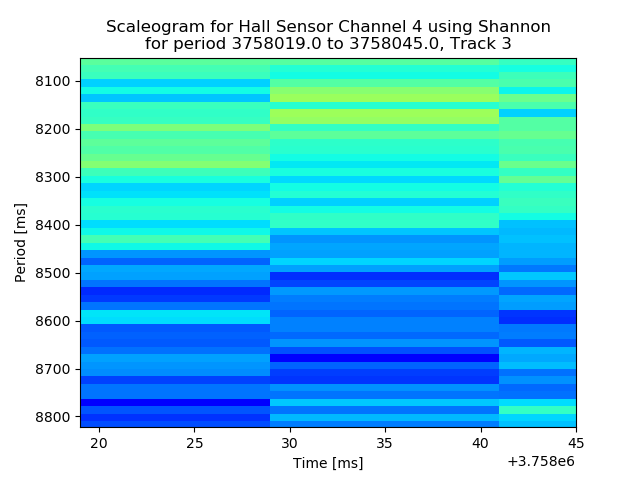 Scaleogram for Hall Sensor Channel 4 using Shannon
for period 3758019.0 to 3758045.0, Track 3
8100
8200
8300
8400
8500
8600
8700
8800
Period [ms]
20 25 30 35 40 45
Time [ms]
+3.758e6